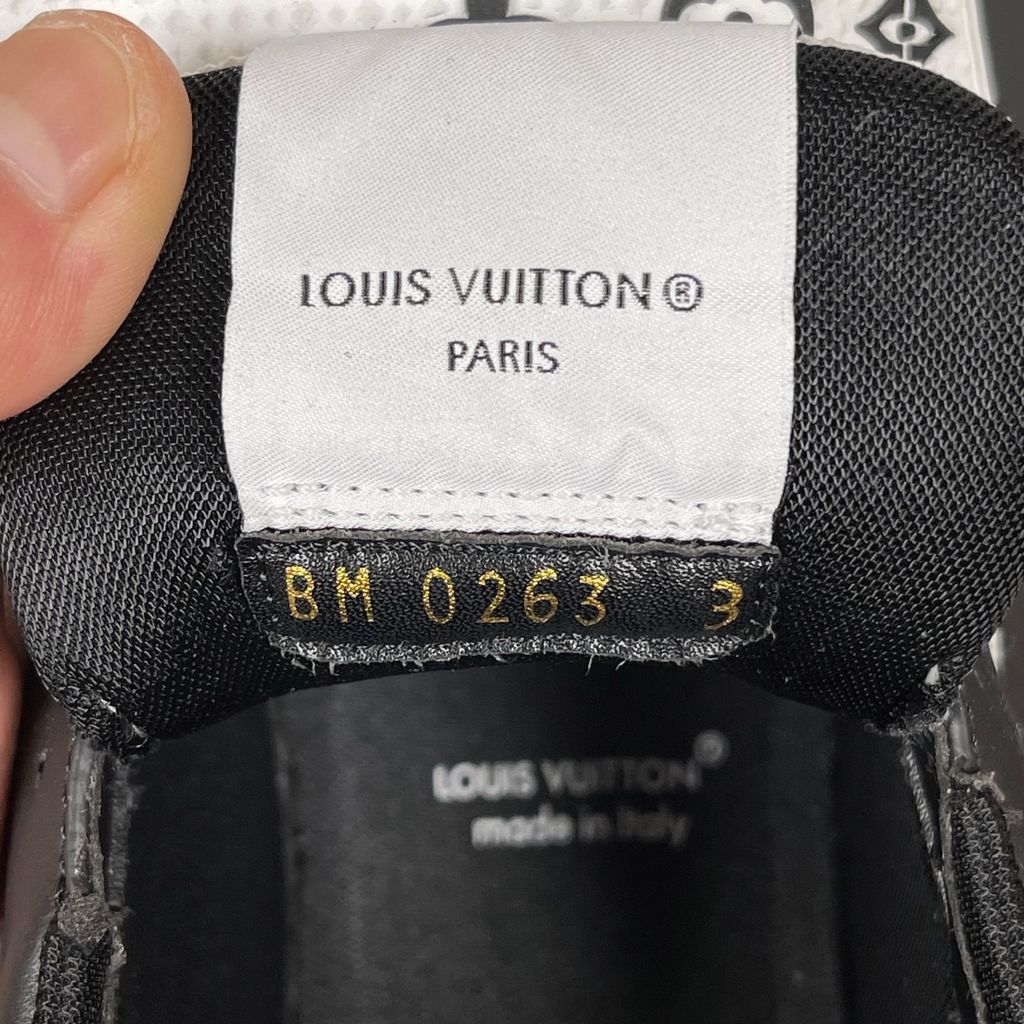 LOUIS VUITTON ®
PARIS
BM 0263 3
LOUIS VUITTON®
made in Italy